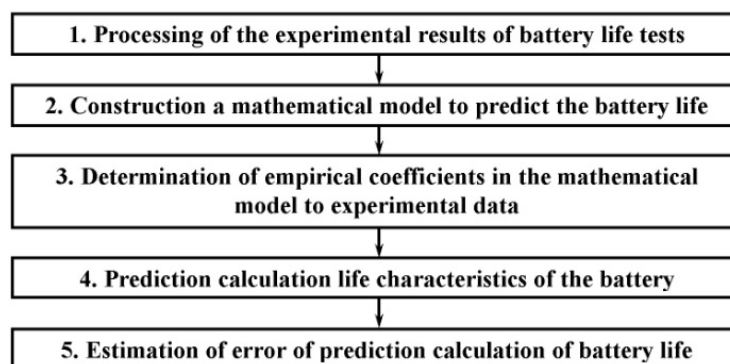 1. Processing of the experimental results of battery life tests
2. Construction a mathematical model to predict the battery life
3. Determination of empirical coefficients in the mathematical
model to experimental data
4. Prediction calculation life characteristics of the battery
5. Estimation of error of prediction calculation of battery life